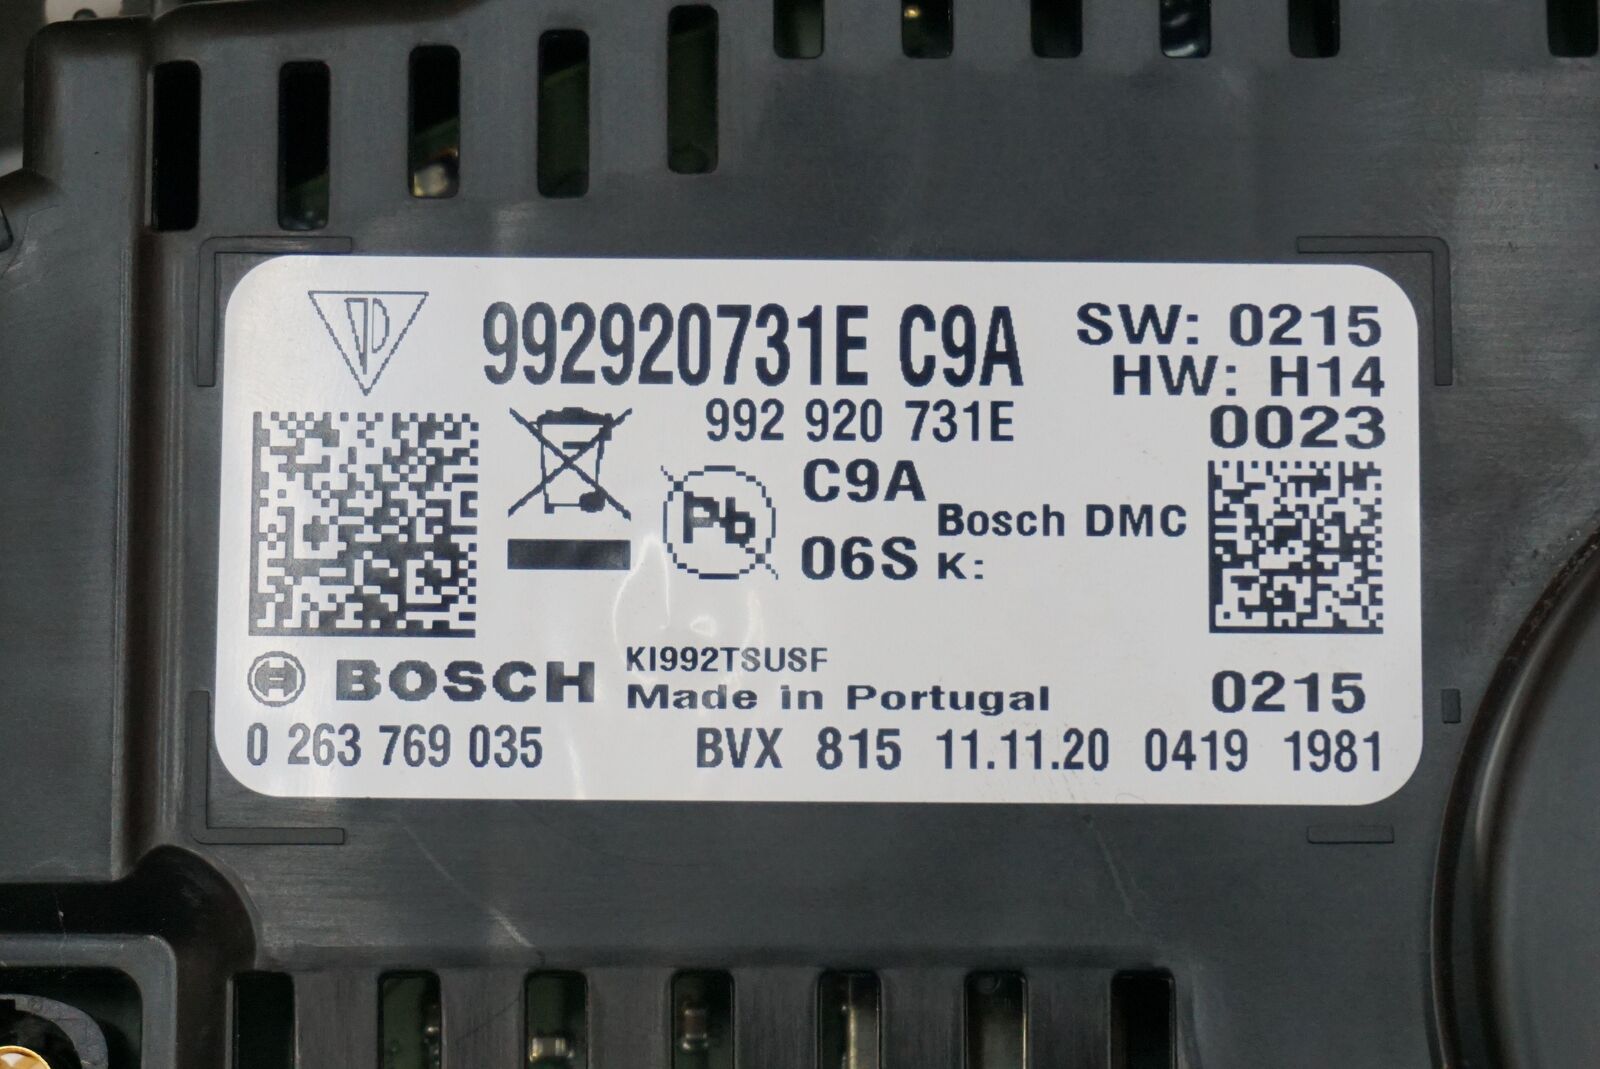 992920731E C9A
SW: 0215
HW: H14
992 920 731E
0023
C9A
Pb
Bosch DMC
06S K:
BOSCH
KI992TSUSF
Made in Portugal
0215
0 263 769 035
BVX 815 11.11.20 0419 1981